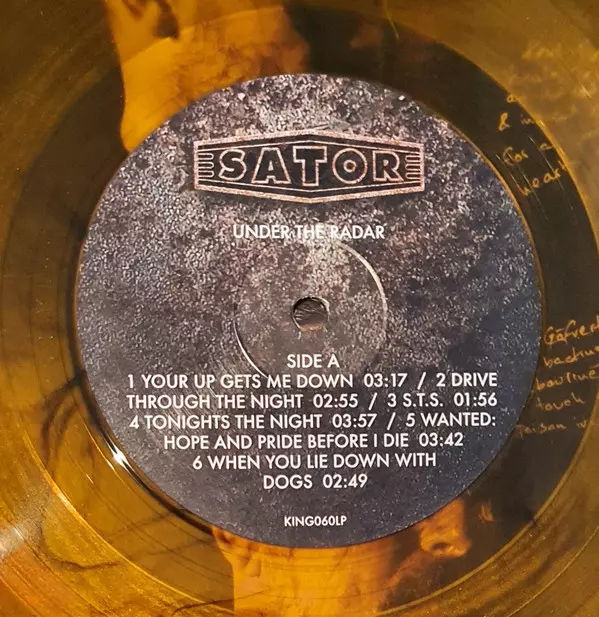 SATOR
UNDER THE RADAR
SIDE A
1 YOUR UP GETS ME DOWN 03:17 / 2 DRIVE
THROUGH THE NIGHT 02:55 / 3 S.T.S. 01:56
4 TONIGHTS THE NIGHT 03:57 / 5 WANTED:
HOPE AND PRIDE BEFORE I DIE 03:42
6 WHEN YOU LIE DOWN WITH
DOGS 02:49
KING060LP
for a